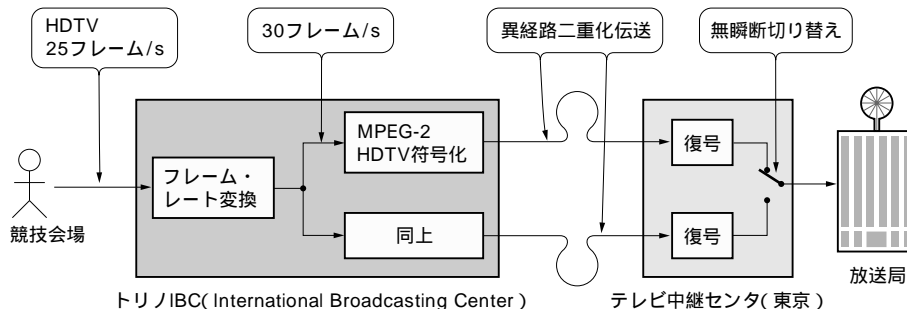 HDTV
25フレーム/s
30フレーム/s
異経路二重化伝送
無瞬断切り替え
競技会場
フレーム・
レート変換
MPEG-2
HDTV符号化
同上
復号
復号
放送局
トリノIBC( International Broadcasting Center )
テレビ中継センタ( 東京 )